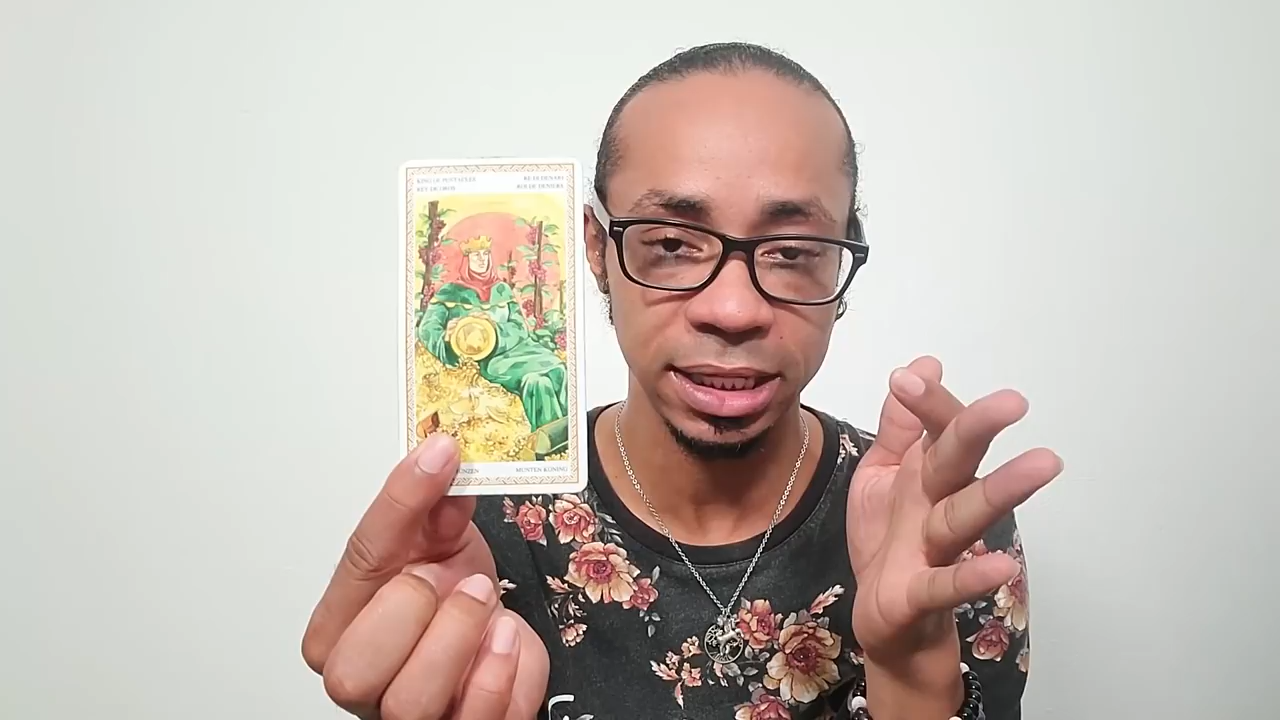 KING OF PENTACLES RE DI DENARI
REY DE OROS ROI DE DENIERS
MUNTEN KONING